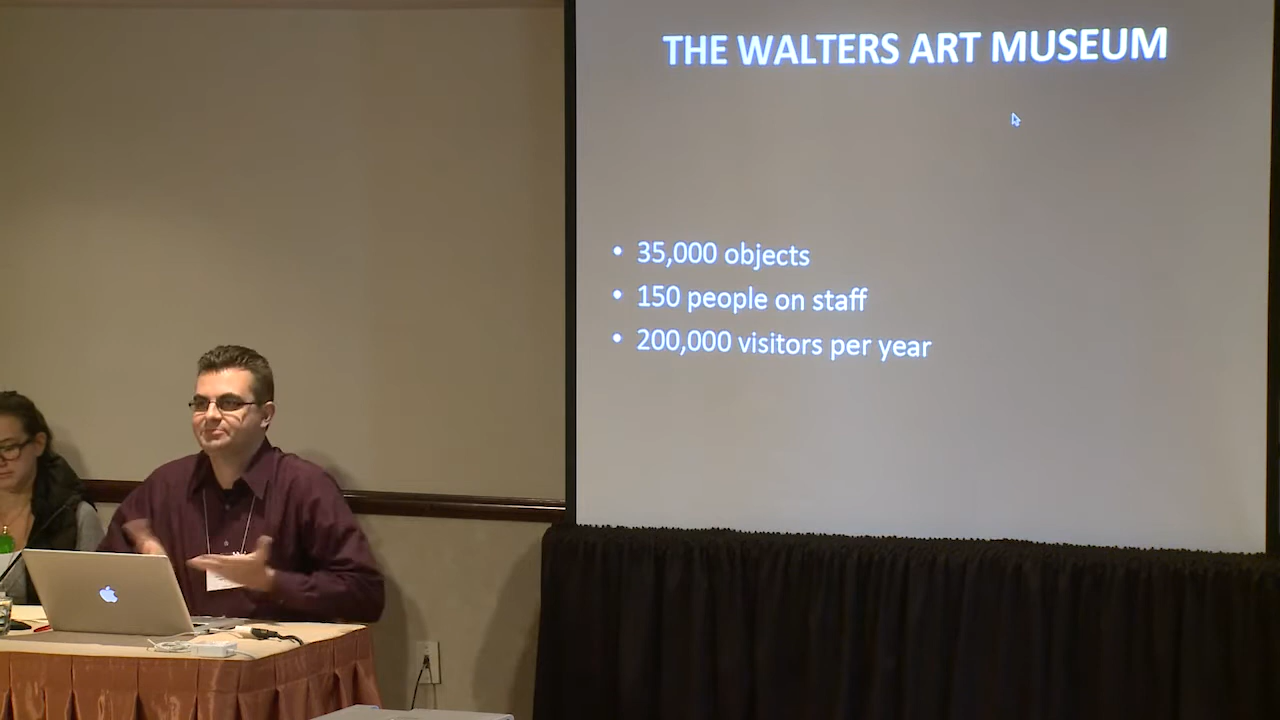 THE WALTERS ART MUSEUM
• 35,000 objects
• 150 people on staff
• 200,000 visitors per year